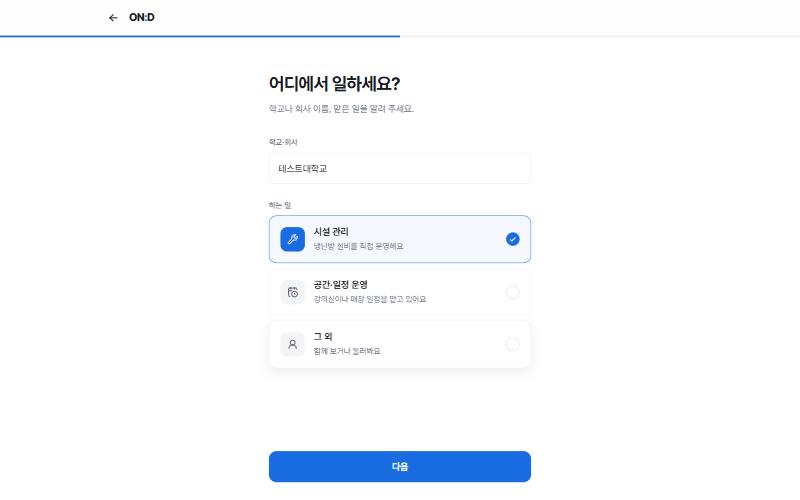 ON:D
어디에서 일하세요?
학교나 회사 이름, 맡은 일을 알려 주세요.
학교·회사
테스트대학교
하는 일
시설 관리
냉난방 설비를 직접 운영해요
공간·일정 운영
강의실이나 매장 일정을 맡고 있어요
그 외
함께 보거나 둘러봐요
다음